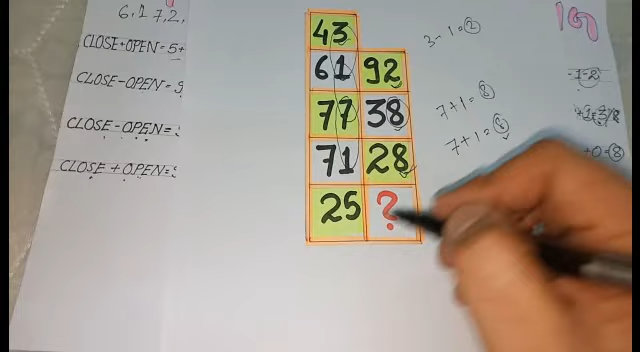 6,1 7,2,
CLOSE+OPEN=5+
CLOSE-OPEN=9
CLOSE-OPEN=
CLOSE+OPEN=
43
61 92
77 38
71 28
25 ?
3-1=2
7+1=8
7+1=8
-1-2
+0=8